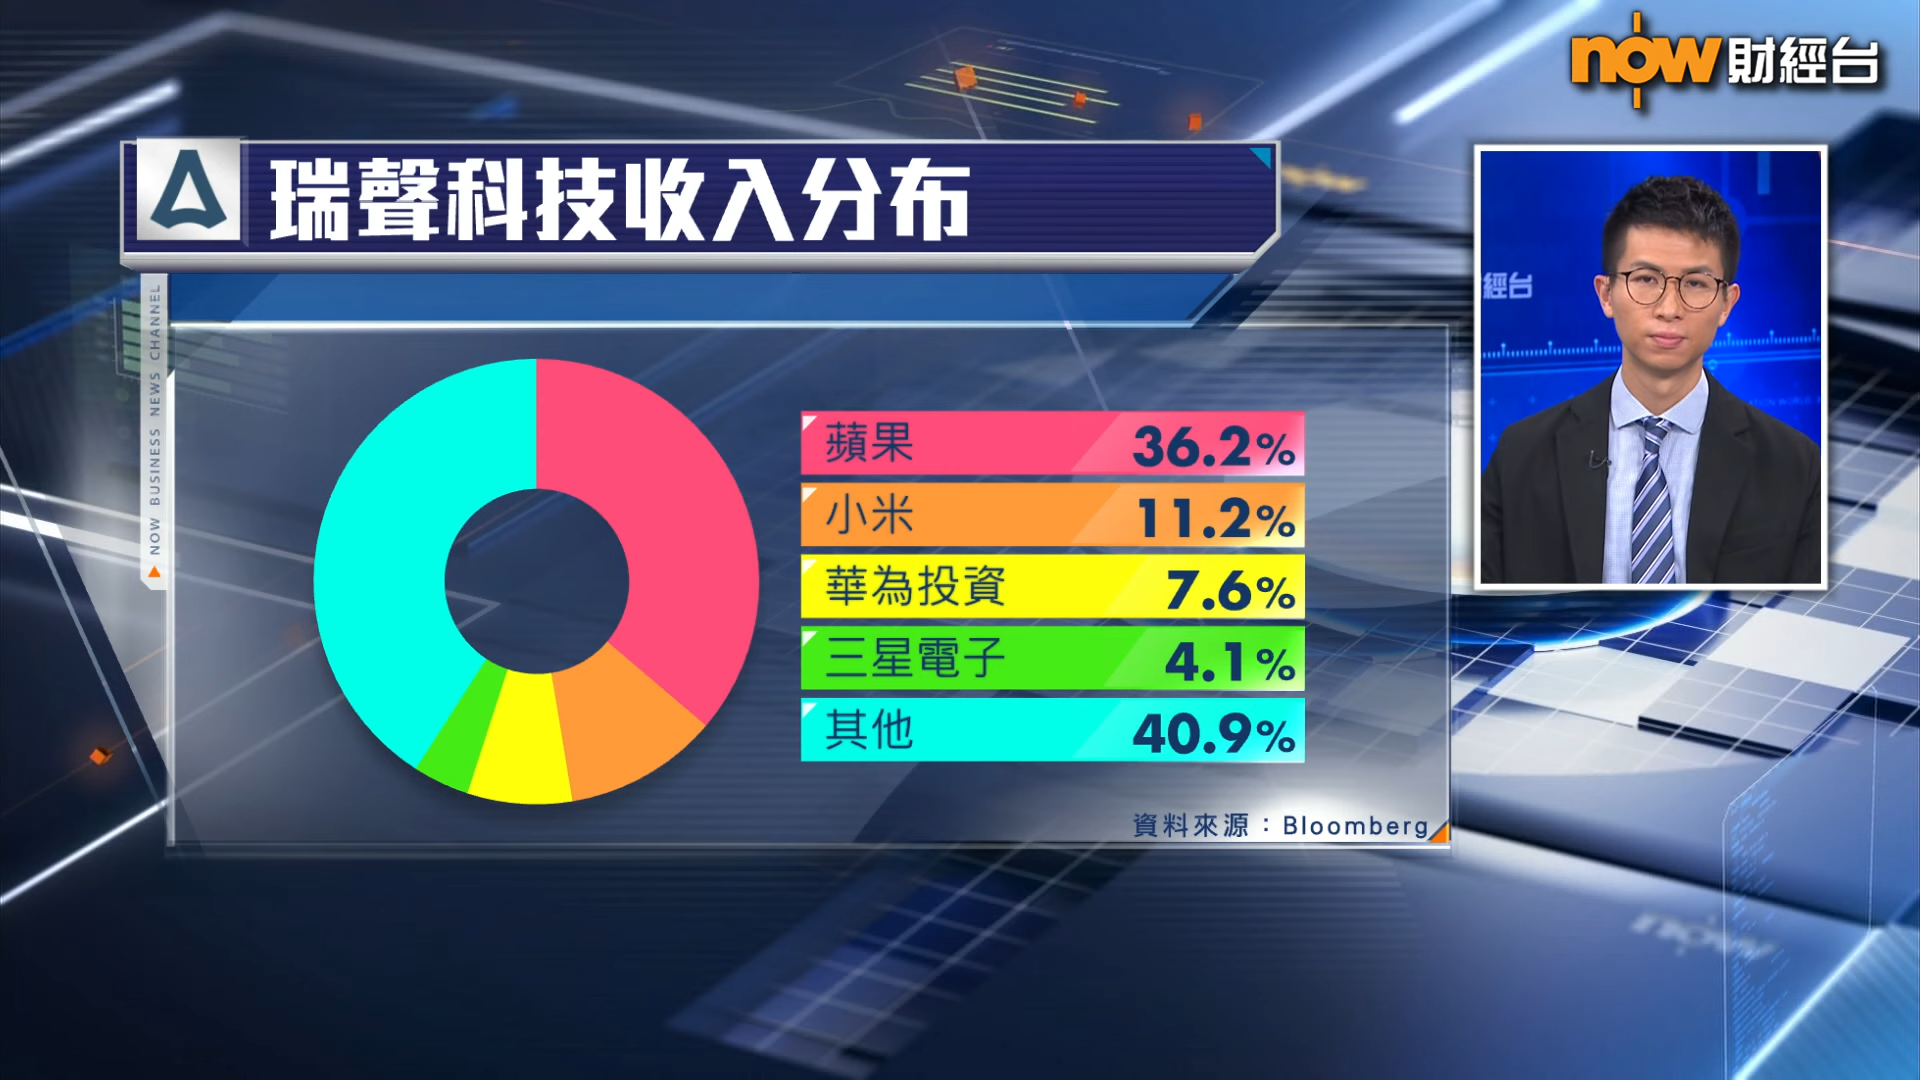 now財經台
瑞聲科技收入分布
NOW BUSINESS NEWS CHANNEL
經台
蘋果 36.2%
小米 11.2%
華為投資 7.6%
三星電子 4.1%
其他 40.9%
資料來源：Bloomberg
now